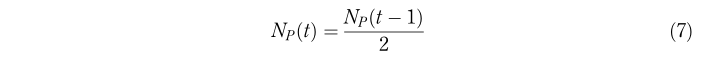 $N_P(t) = \frac{N_P(t-1)}{2}$ (7)